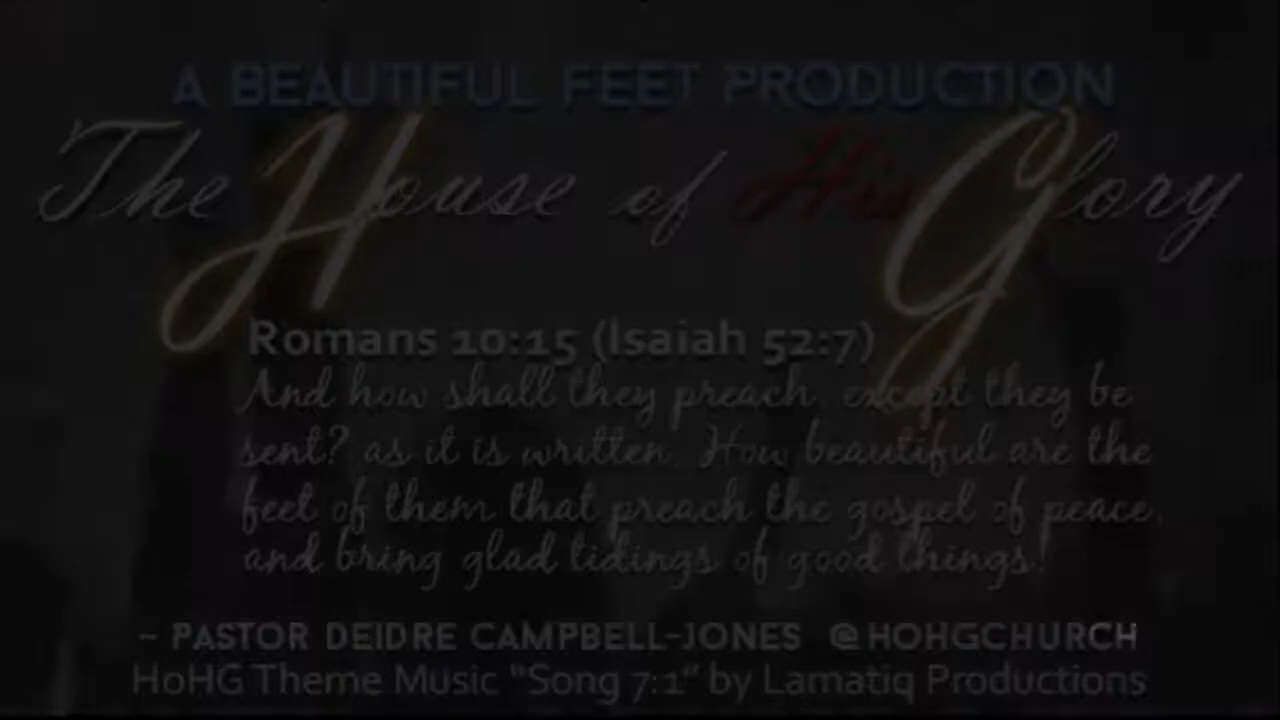 A BEAUTIFUL FEET PRODUCTION
The House of His Glory
Romans 10:15 (Isaiah 52:7)
And how shall they preach, except they be
sent? as it is written, How beautiful are the
feet of them that preach the gospel of peace,
and bring glad tidings of good things!
~ PASTOR DEIDRE CAMPBELL-JONES @HOHGCHURCH
HoHG Theme Music "Song 7:1" by Lamatiq Productions